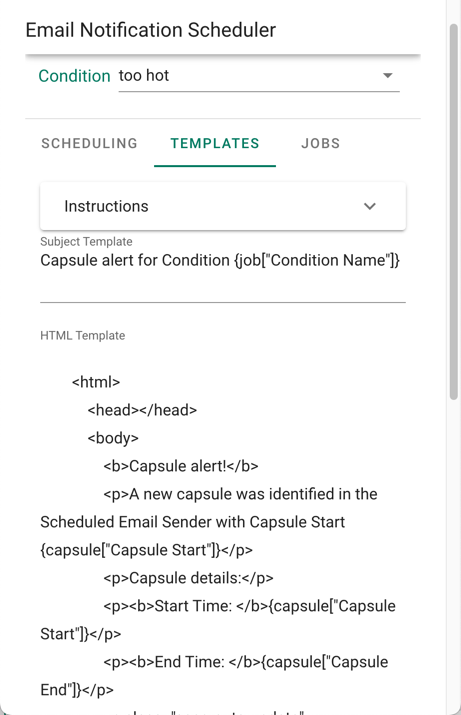 Email Notification Scheduler
Condition too hot
SCHEDULING TEMPLATES JOBS
Instructions
Subject Template
Capsule alert for Condition {job["Condition Name"]}
HTML Template
<html>
<head></head>
<body>
<b>Capsule alert!</b>
<p>A new capsule was identified in the
Scheduled Email Sender with Capsule Start
{capsule["Capsule Start"]}</p>
<p>Capsule details:</p>
<p><b>Start Time: </b>{capsule["Capsule
Start"]}</p>
<p><b>End Time: </b>{capsule["Capsule
End"]}</p>